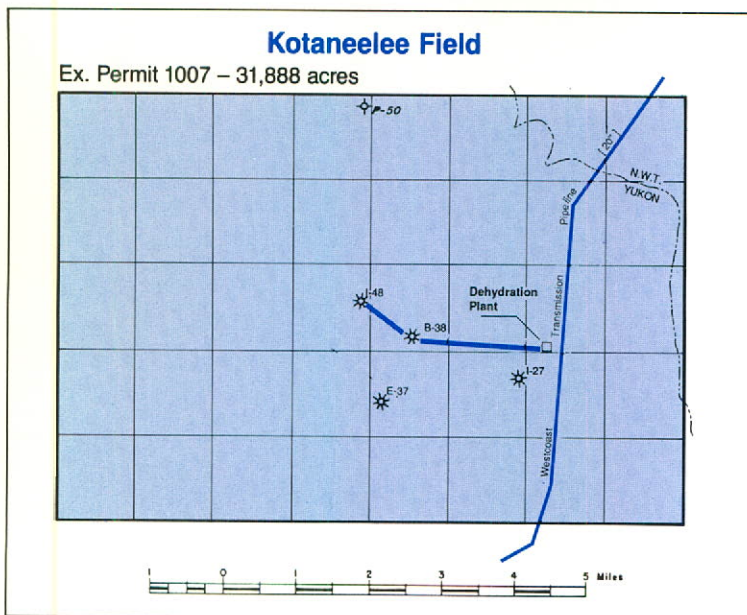 Kotaneelee Field
Ex. Permit 1007 – 31,888 acres
P-50
(20")
N.W.T.
YUKON
Pipeline
I-48
Dehydration
Plant
B-38
Transmission
I-27
E-37
Westcoast
1 0 1 2 3 4 5 Miles